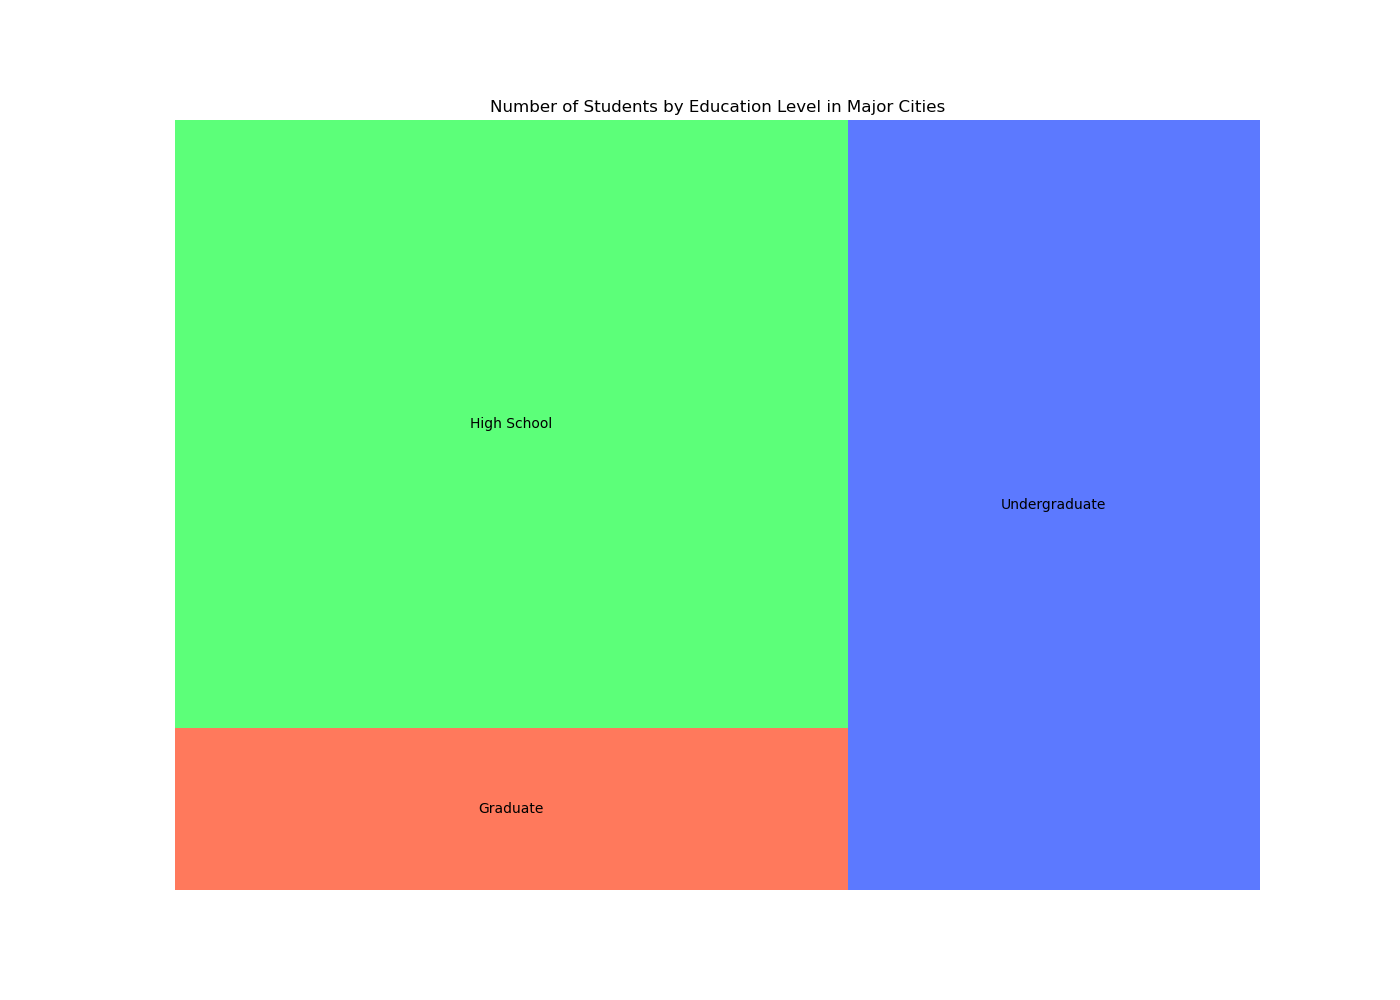 Number of Students by Education Level in Major Cities
High School
Undergraduate
Graduate